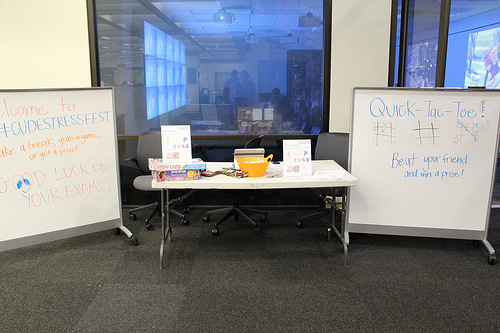 elcome to
#CUDESTRESSFEST
ake a break, grab a game...
or get a prize!
GOOD LUCK ON
YOUR EXAMS!
Quick-Tac-Toe!
Beat your friend
and win a prize!